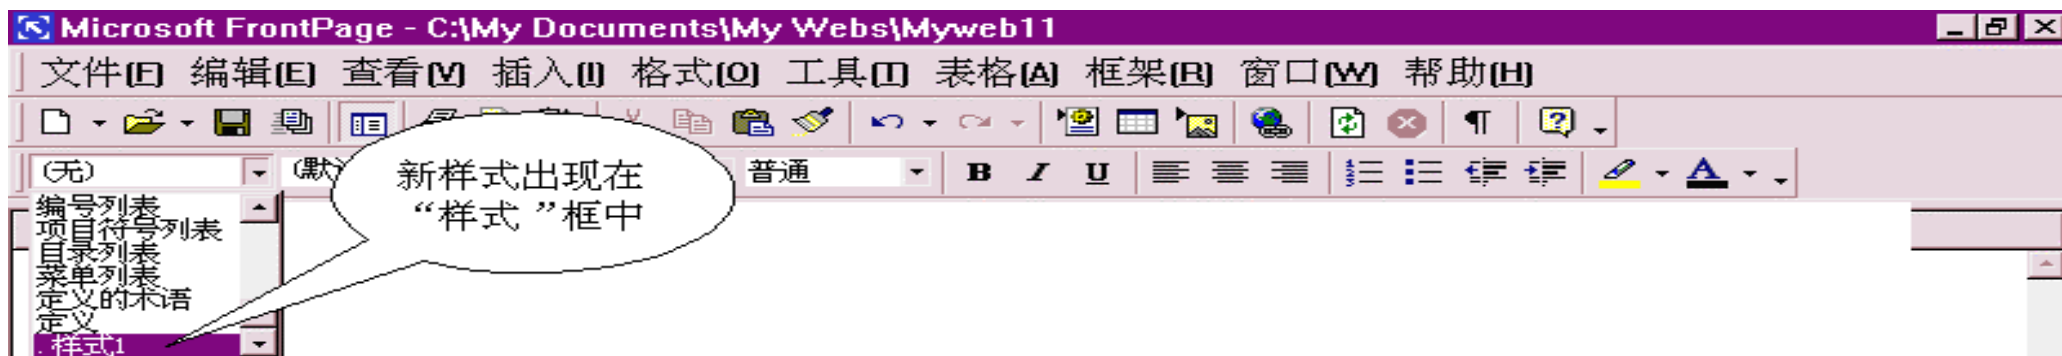 Microsoft FrontPage - C:\My Documents\My Webs\Myweb11
文件(F) 编辑(E) 查看(V) 插入(I) 格式(O) 工具(T) 表格(A) 框架(R) 窗口(W) 帮助(H)
(无) (默 普通 B I U A
新样式出现在
“样式 ”框中
编号列表
项目符号列表
目录列表
菜单列表
定义的术语
定义
.样式1